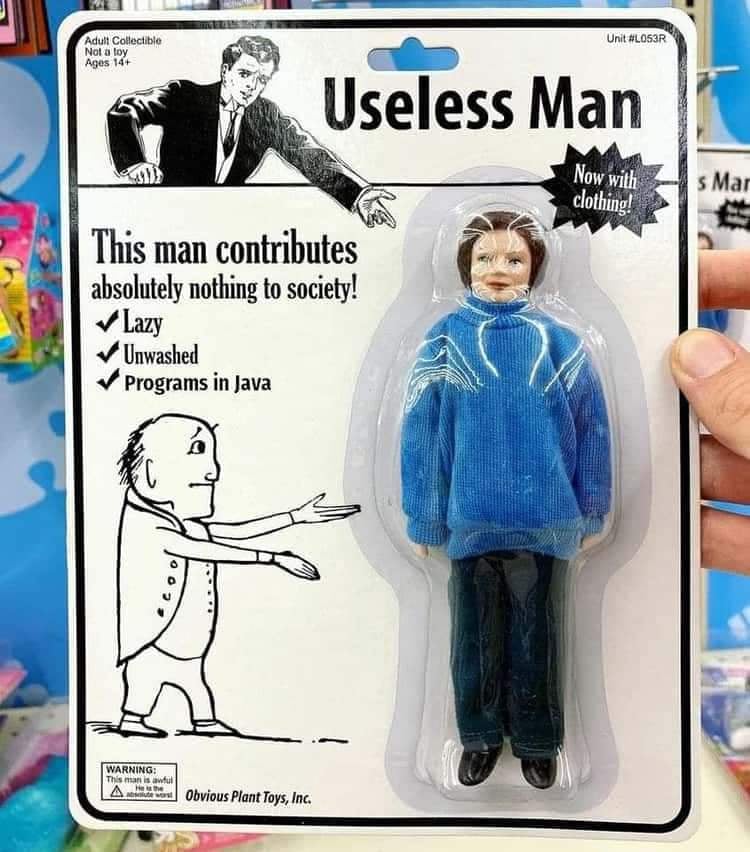 Adult Collectible
Not a toy
Ages 14+
Unit #L053R
Useless Man
Now with
clothing!
s Man
This man contributes
absolutely nothing to society!
✓ Lazy
✓ Unwashed
✓ Programs in Java
WARNING:
This man is awful
He is the
absolute worst
Obvious Plant Toys, Inc.